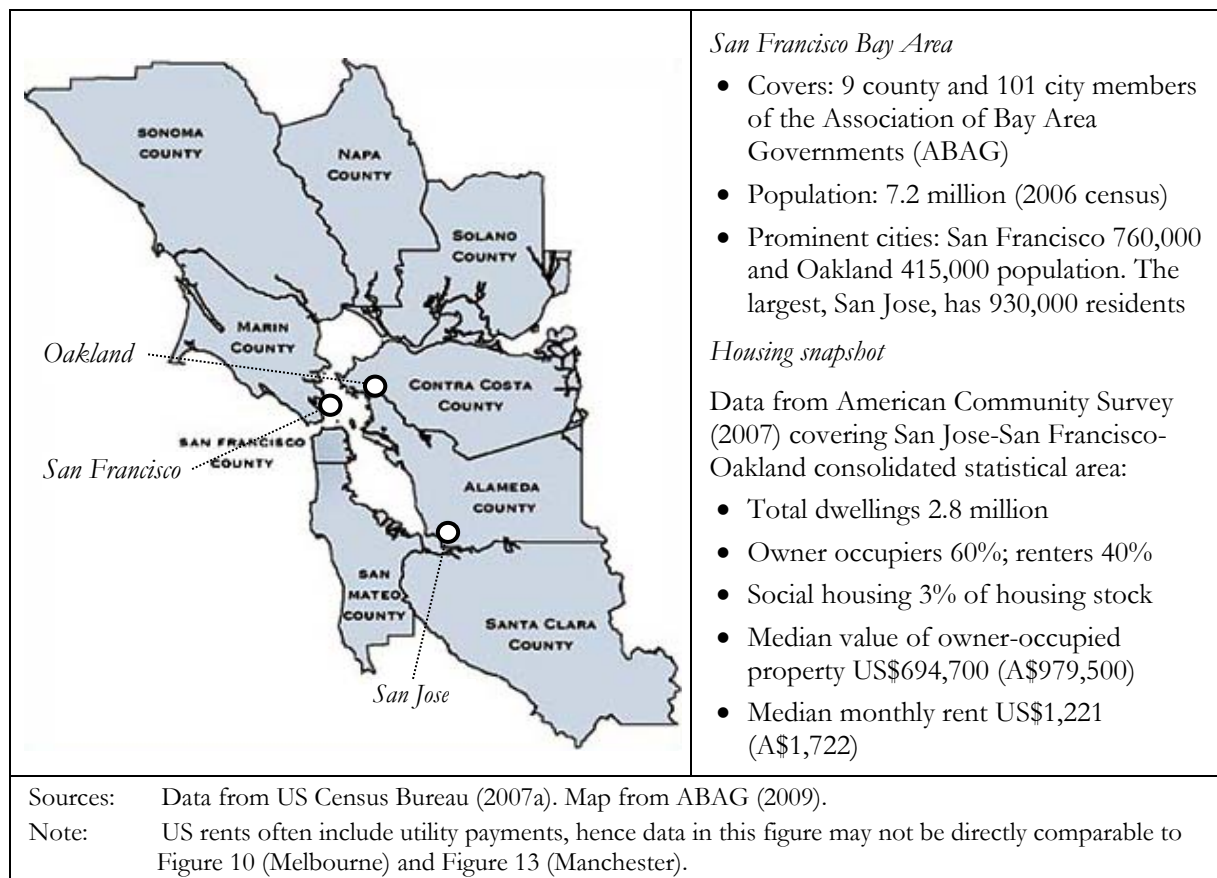 SONOMA
COUNTY
NAPA
COUNTY
SOLANO
COUNTY
MARIN
COUNTY
Oakland
CONTRA COSTA
COUNTY
SAN FRANCISCO
COUNTY
San Francisco
ALAMEDA
COUNTY
SAN
MATEO
COUNTY
SANTA CLARA
COUNTY
San Jose
San Francisco Bay Area
• Covers: 9 county and 101 city members
of the Association of Bay Area
Governments (ABAG)
• Population: 7.2 million (2006 census)
• Prominent cities: San Francisco 760,000
and Oakland 415,000 population. The
largest, San Jose, has 930,000 residents
Housing snapshot
Data from American Community Survey
(2007) covering San Jose-San Francisco-
Oakland consolidated statistical area:
• Total dwellings 2.8 million
• Owner occupiers 60%; renters 40%
• Social housing 3% of housing stock
• Median value of owner-occupied
property US$694,700 (A$979,500)
• Median monthly rent US$1,221
(A$1,722)
Sources: Data from US Census Bureau (2007a). Map from ABAG (2009).
Note: US rents often include utility payments, hence data in this figure may not be directly comparable to
Figure 10 (Melbourne) and Figure 13 (Manchester).